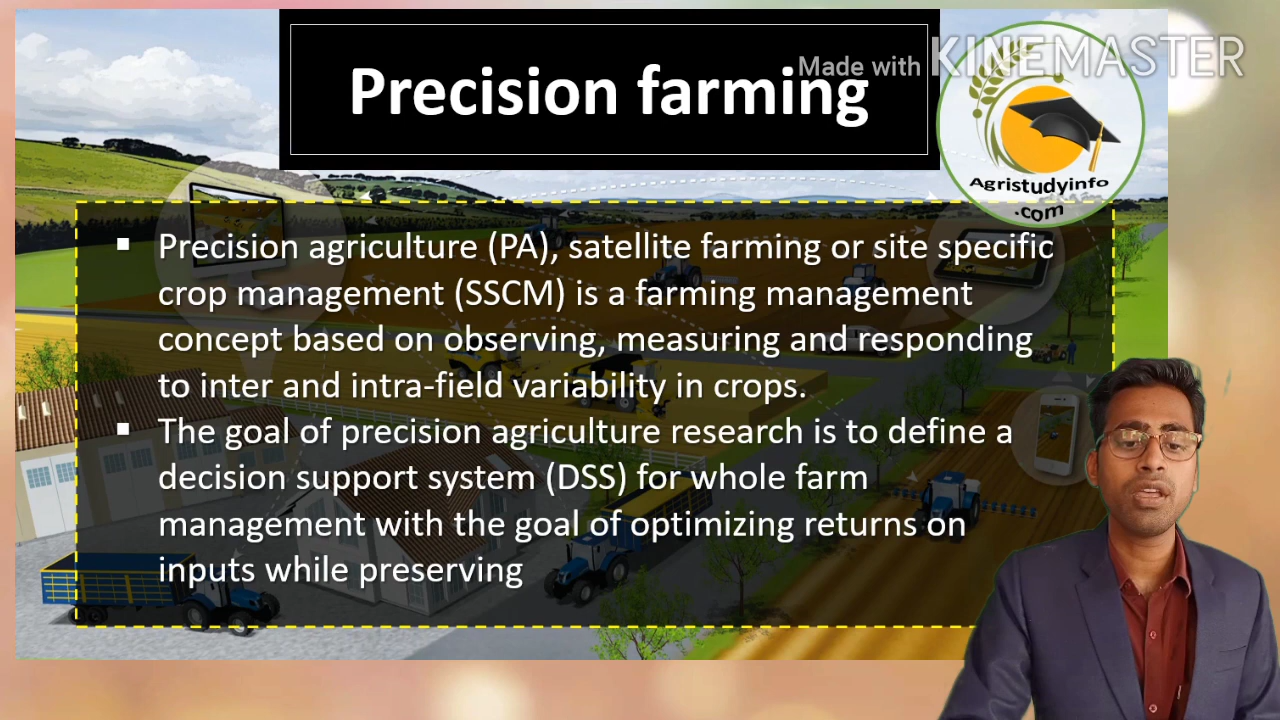 Precision farming
Made with KINEMASTER
Agristudyinfo
.com
▪ Precision agriculture (PA), satellite farming or site specific
crop management (SSCM) is a farming management
concept based on observing, measuring and responding
to inter and intra-field variability in crops.
▪ The goal of precision agriculture research is to define a
decision support system (DSS) for whole farm
management with the goal of optimizing returns on
inputs while preserving